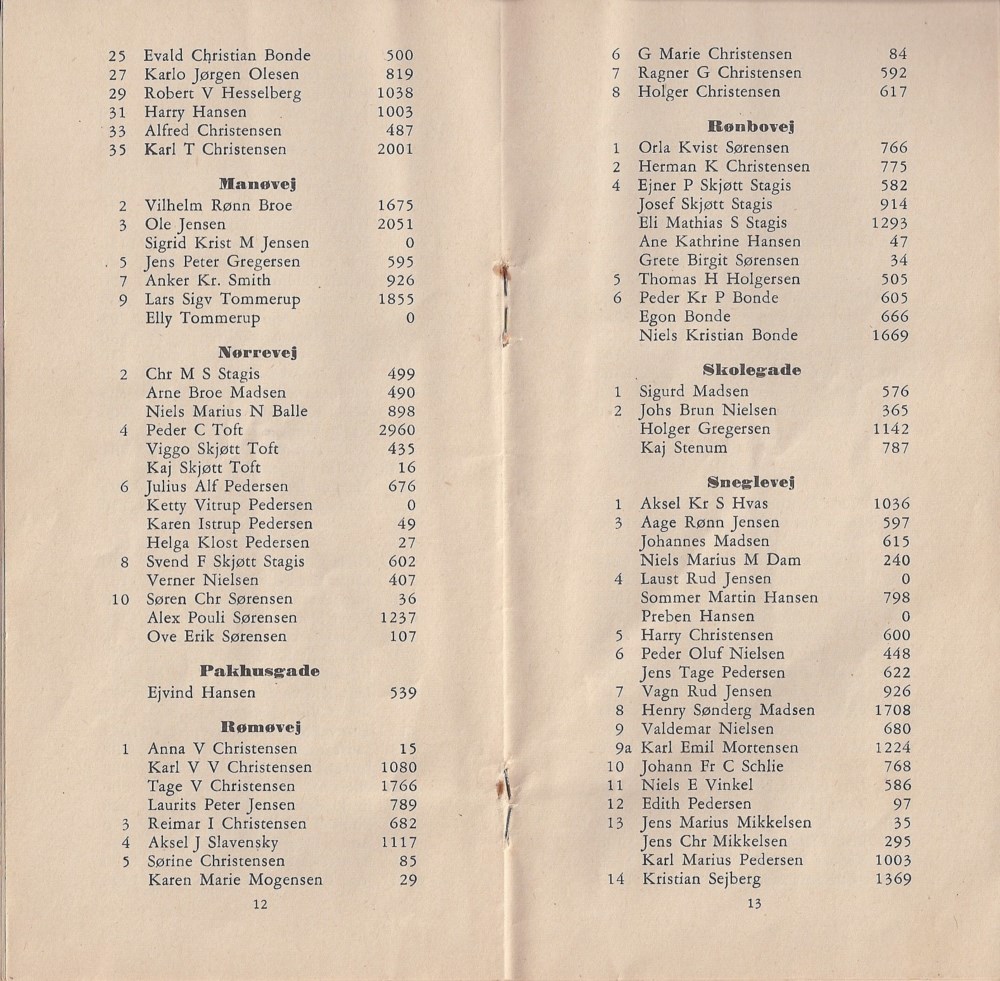 25 Evald Christian Bonde 500
27 Karlo Jørgen Olesen 819
29 Robert V Hesselberg 1038
31 Harry Hansen 1003
33 Alfred Christensen 487
35 Karl T Christensen 2001
Manøvej
2 Vilhelm Rønn Broe 1675
3 Ole Jensen 2051
Sigrid Krist M Jensen 0
5 Jens Peter Gregersen 595
7 Anker Kr. Smith 926
9 Lars Sigv Tommerup 1855
Elly Tommerup 0
Nørrevej
2 Chr M S Stagis 499
Arne Broe Madsen 490
Niels Marius N Balle 898
4 Peder C Toft 2960
Viggo Skjøtt Toft 435
Kaj Skjøtt Toft 16
6 Julius Alf Pedersen 676
Ketty Vitrup Pedersen 0
Karen Istrup Pedersen 49
Helga Klost Pedersen 27
8 Svend F Skjøtt Stagis 602
Verner Nielsen 407
10 Søren Chr Sørensen 36
Alex Pouli Sørensen 1237
Ove Erik Sørensen 107
Pakhusgade
Ejvind Hansen 539
Rømøvej
1 Anna V Christensen 15
Karl V V Christensen 1080
Tage V Christensen 1766
Laurits Peter Jensen 789
3 Reimar I Christensen 682
4 Aksel J Slavensky 1117
5 Sørine Christensen 85
Karen Marie Mogensen 29
12
6 G Marie Christensen 84
7 Ragner G Christensen 592
8 Holger Christensen 617
Rønbovej
1 Orla Kvist Sørensen 766
2 Herman K Christensen 775
4 Ejner P Skjøtt Stagis 582
Josef Skjøtt Stagis 914
Eli Mathias S Stagis 1293
Ane Kathrine Hansen 47
Grete Birgit Sørensen 34
5 Thomas H Holgersen 505
6 Peder Kr P Bonde 605
Egon Bonde 666
Niels Kristian Bonde 1669
Skolegade
1 Sigurd Madsen 576
2 Johs Brun Nielsen 365
Holger Gregersen 1142
Kaj Stenum 787
Sneglevej
1 Aksel Kr S Hvas 1036
3 Aage Rønn Jensen 597
Johannes Madsen 615
Niels Marius M Dam 240
4 Laust Rud Jensen 0
Sommer Martin Hansen 798
Preben Hansen 0
5 Harry Christensen 600
6 Peder Oluf Nielsen 448
Jens Tage Pedersen 622
7 Vagn Rud Jensen 926
8 Henry Sønderg Madsen 1708
9 Valdemar Nielsen 680
9a Karl Emil Mortensen 1224
10 Johann Fr C Schlie 768
11 Niels E Vinkel 586
12 Edith Pedersen 97
13 Jens Marius Mikkelsen 35
Jens Chr Mikkelsen 295
Karl Marius Pedersen 1003
14 Kristian Sejberg 1369
13